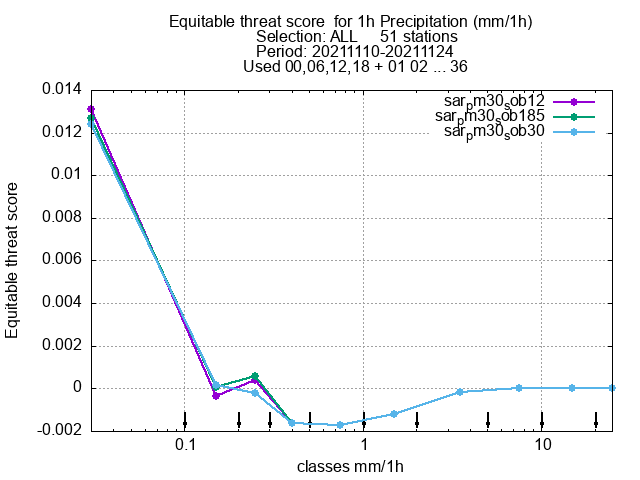 Equitable threat score  for 1h Precipitation (mm/1h)
Selection: ALL     51 stations
Period: 20211110-20211124
Used 00,06,12,18 + 01 02 ... 36
0.014
0.012
0.01
0.008
0.006
0.004
0.002
0
-0.002
Equitable threat score
sarpm30sob12
sarpm30sob185
sarpm30sob30
0.1
1
10
classes mm/1h